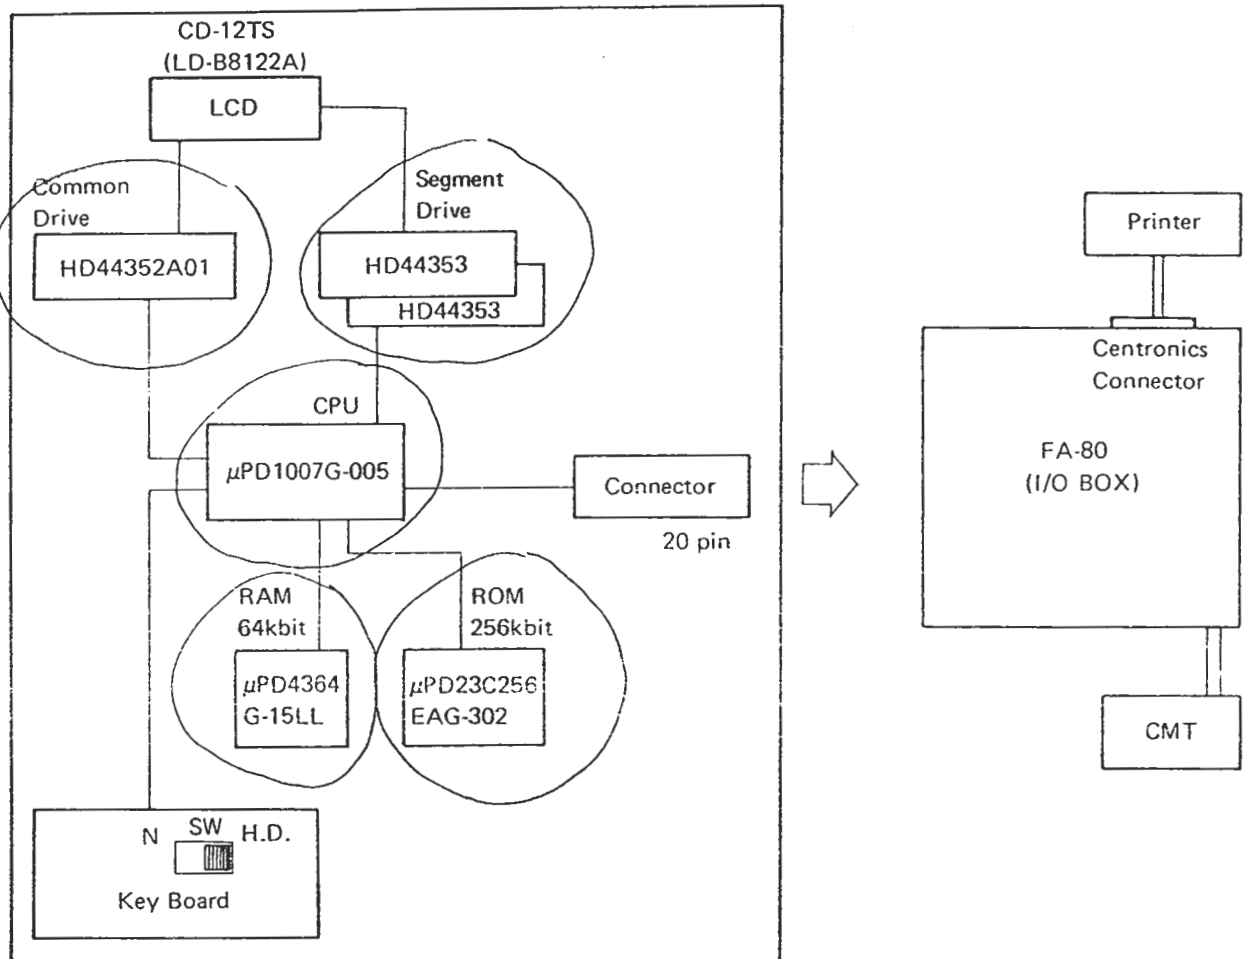 CD-12TS
(LD-B8122A)
LCD
Common
Drive
HD44352A01
Segment
Drive
HD44353
HD44353
CPU
μPD1007G-005
Connector
20 pin
RAM
64kbit
μPD4364
G-15LL
ROM
256kbit
μPD23C256
EAG-302
N
SW
H.D.
Key Board
Printer
Centronics
Connector
FA-80
(I/O BOX)
CMT